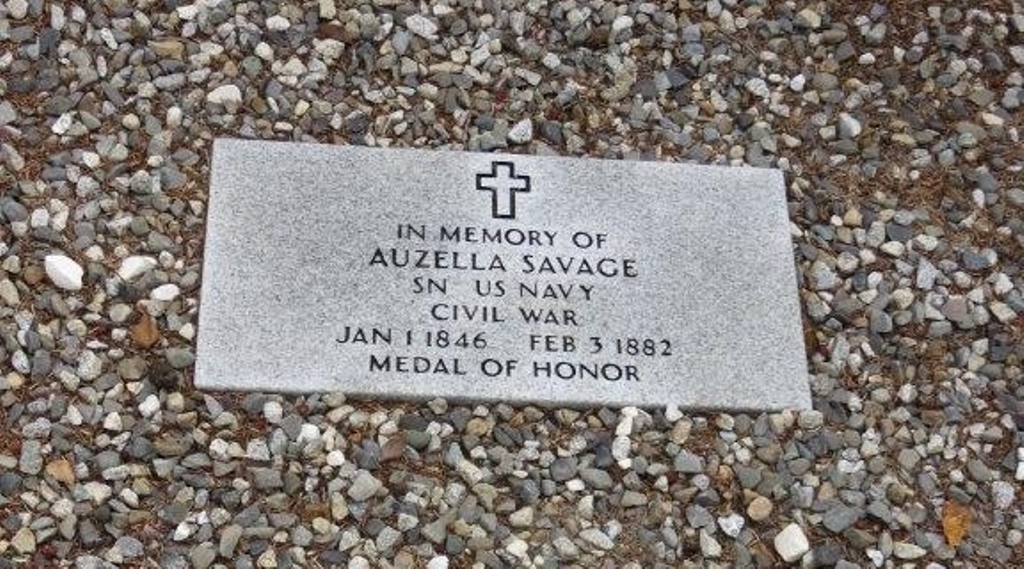 IN MEMORY OF
AUZELLA SAVAGE
SN US NAVY
CIVIL WAR
JAN 1 1846 FEB 3 1882
MEDAL OF HONOR